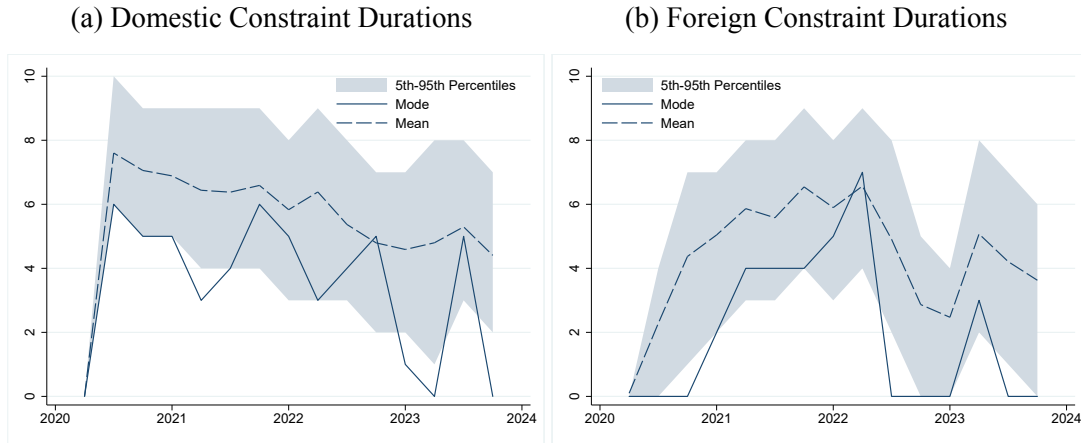 (a) Domestic Constraint Durations
10
8
6
4
2
0
5th-95th Percentiles
Mode
Mean
2020 2021 2022 2023 2024
(b) Foreign Constraint Durations
10
8
6
4
2
0
5th-95th Percentiles
Mode
Mean
2020 2021 2022 2023 2024